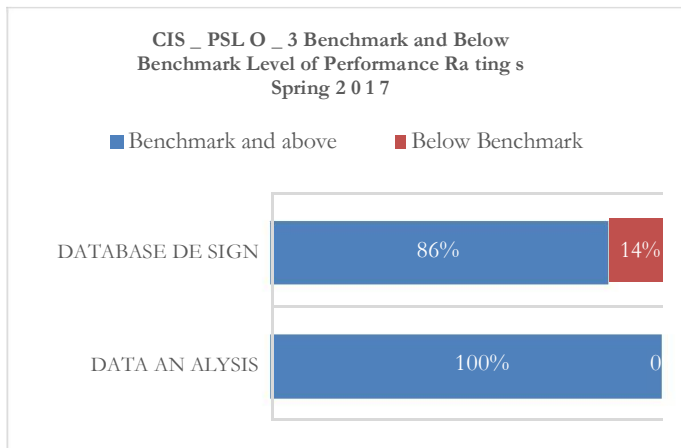 CIS _ PSL O _ 3 Benchmark and Below
Benchmark Level of Performance Ra ting s
Spring 2 0 1 7
Benchmark and above Below Benchmark
DATABASE DE SIGN 86% 14%
DATA AN ALYSIS 100% 0